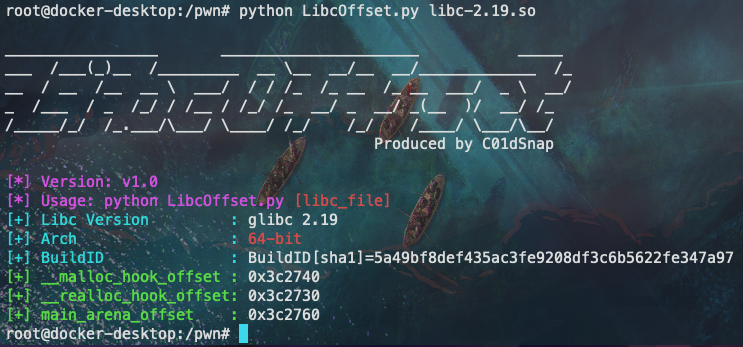 root@docker-desktop:/pwn# python LibcOffset.py libc-2.19.so
Produced by C01dSnap
[*] Version: v1.0
[*] Usage: python LibcOffset.py [libc_file]
[+] Libc Version : glibc 2.19
[+] Arch : 64-bit
[+] BuildID : BuildID[sha1]=5a49bf8def435ac3fe9208df3c6b5622fe347a97
[+] __malloc_hook_offset : 0x3c2740
[+] __realloc_hook_offset: 0x3c2730
[+] main_arena_offset : 0x3c2760
root@docker-desktop:/pwn#